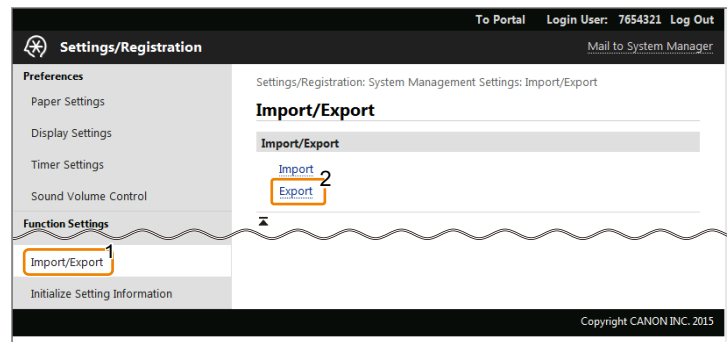 To Portal Login User: 7654321 Log Out
Settings/Registration
Mail to System Manager
Preferences
Paper Settings
Display Settings
Timer Settings
Sound Volume Control
Function Settings
Import/Export
1
Initialize Setting Information
Settings/Registration: System Management Settings: Import/Export
Import/Export
Import/Export
Import
2
Export
Copyright CANON INC. 2015